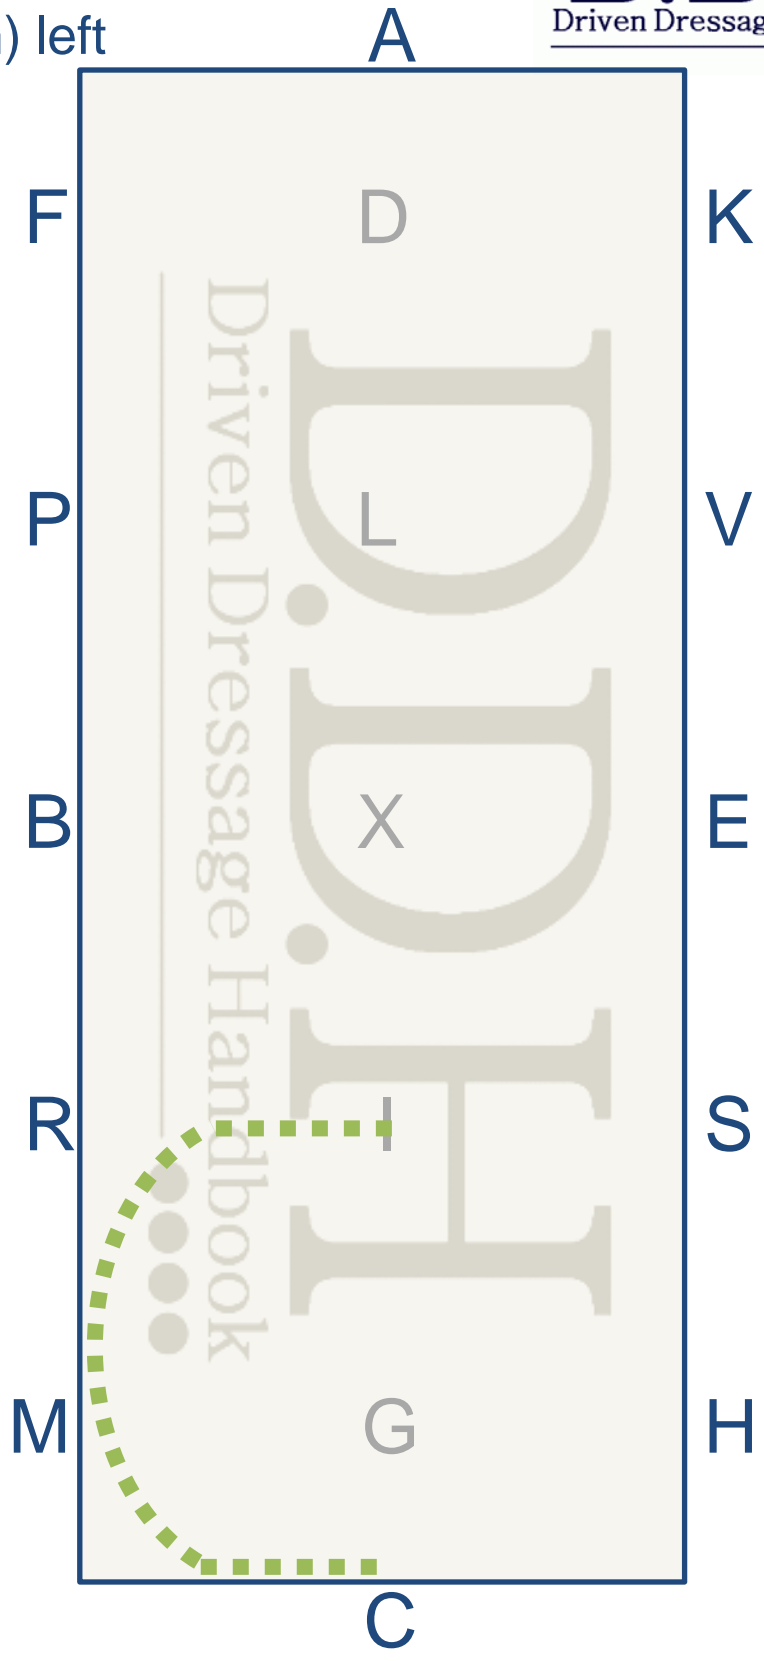 ) left
A
Driven Dressag
F D K
P L V
B X E
R I S
M G H
C
D.D.H
Driven Dressage Handbook